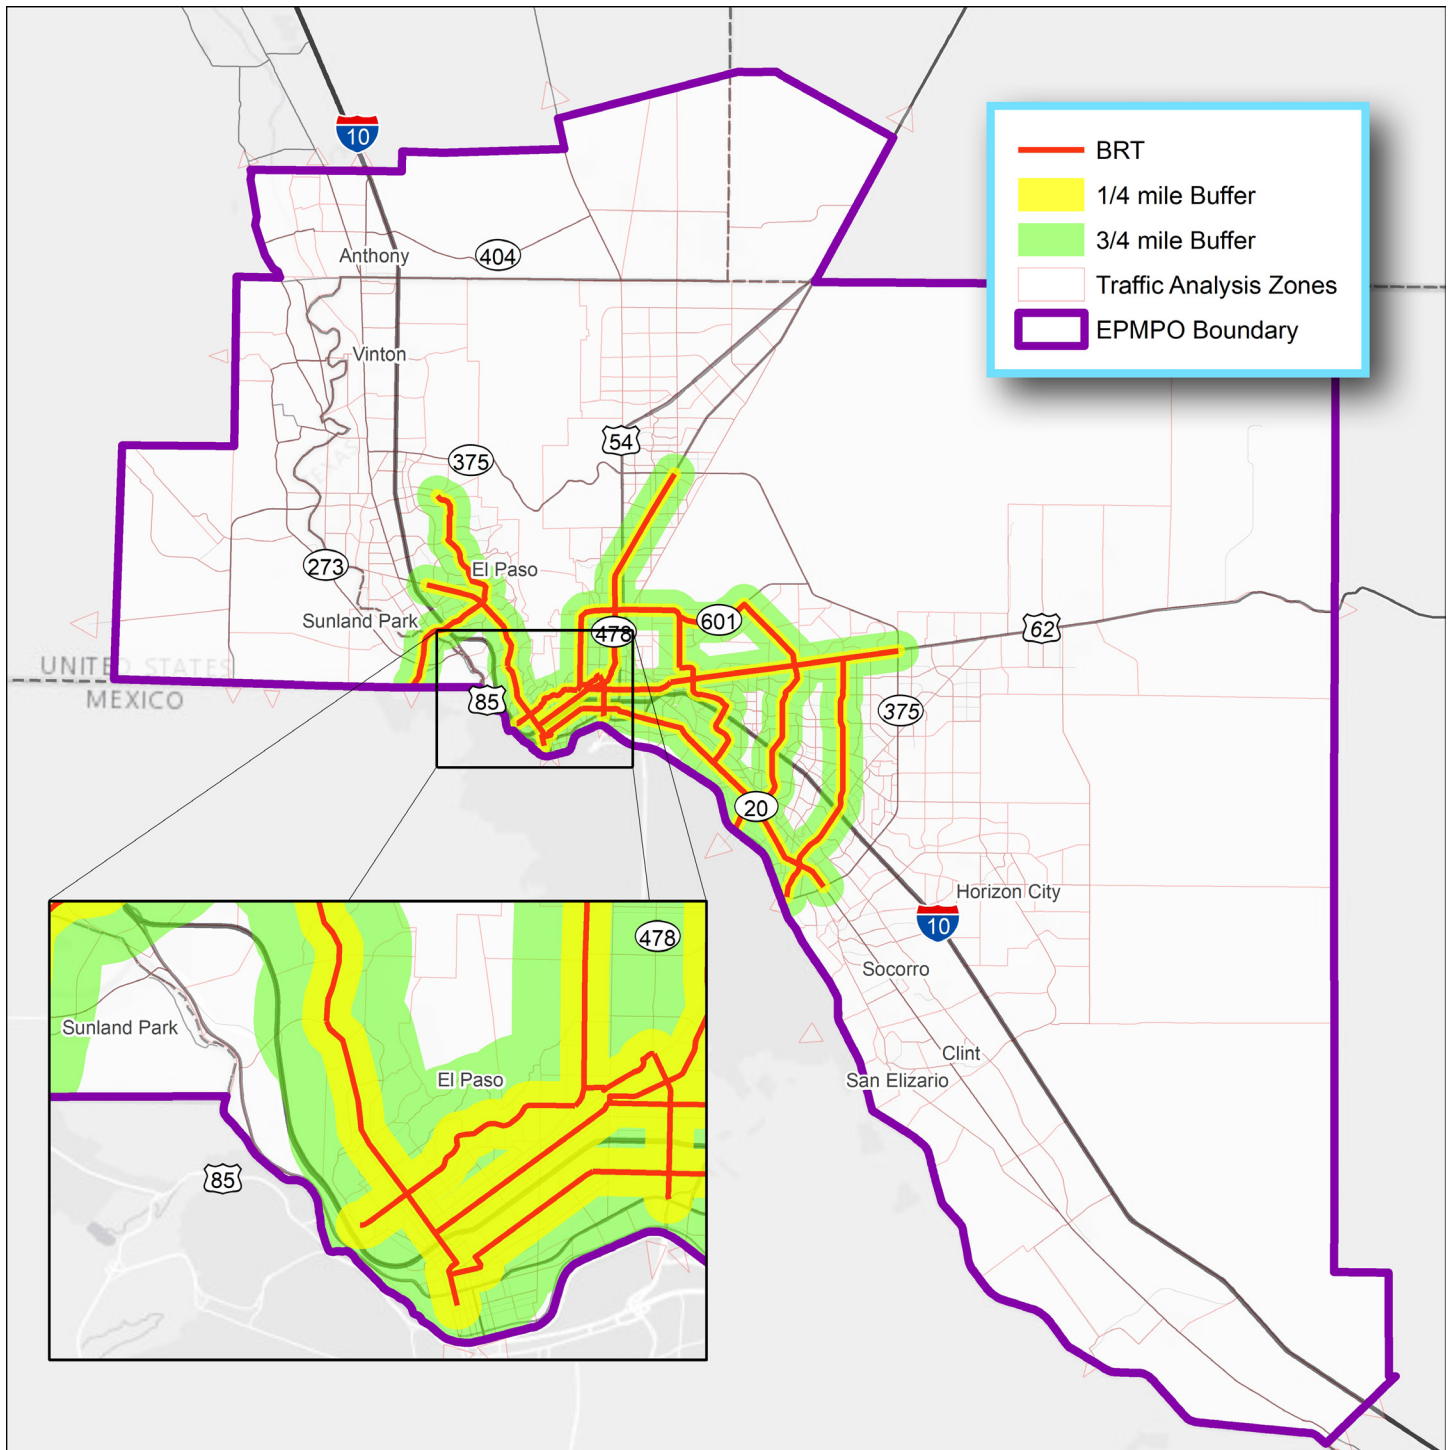 10
BRT
1/4 mile Buffer
3/4 mile Buffer
Traffic Analysis Zones
EPMPO Boundary
Anthony
404
Vinton
54
375
TEXAS
273
El Paso
Sunland Park
601
478
62
UNITED STATES
MEXICO
85
375
20
Horizon City
10
478
Socorro
Sunland Park
Clint
El Paso
San Elizario
85